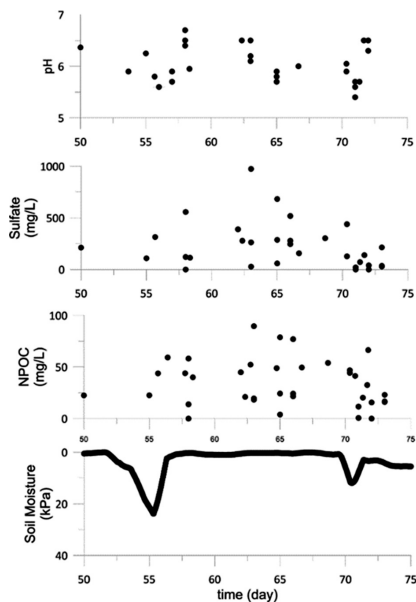 7
pH
6
5
50 55 60 65 70 75
1000
Sulfate
(mg/L)
500
0
50 55 60 65 70 75
100
NPOC
(mg/L)
50
0
50 55 60 65 70 75
0
Soil Moisture
(kPa)
20
40
50 55 60 65 70 75
time (day)